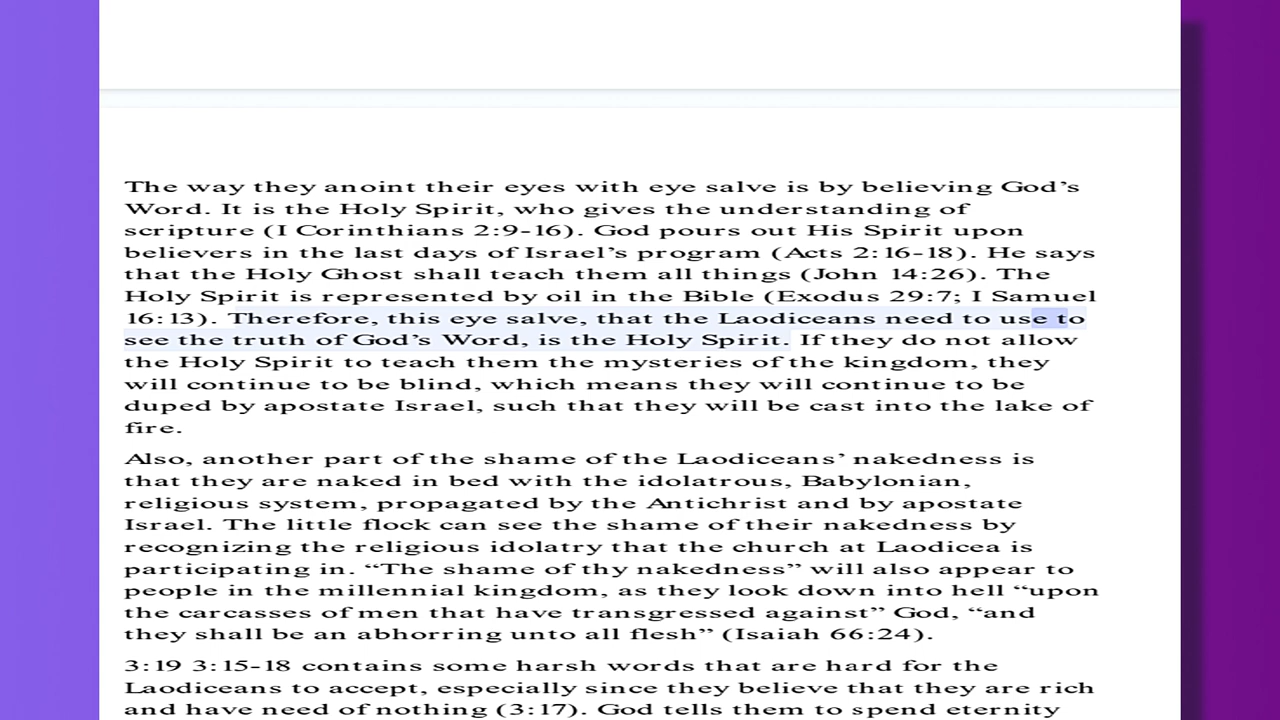 The way they anoint their eyes with eye salve is by believing God’s
Word. It is the Holy Spirit, who gives the understanding of
scripture (I Corinthians 2:9-16). God pours out His Spirit upon
believers in the last days of Israel’s program (Acts 2:16-18). He says
that the Holy Ghost shall teach them all things (John 14:26). The
Holy Spirit is represented by oil in the Bible (Exodus 29:7; I Samuel
16:13). Therefore, this eye salve, that the Laodiceans need to use to
see the truth of God’s Word, is the Holy Spirit. If they do not allow
the Holy Spirit to teach them the mysteries of the kingdom, they
will continue to be blind, which means they will continue to be
duped by apostate Israel, such that they will be cast into the lake of
fire.
Also, another part of the shame of the Laodiceans’ nakedness is
that they are naked in bed with the idolatrous, Babylonian,
religious system, propagated by the Antichrist and by apostate
Israel. The little flock can see the shame of their nakedness by
recognizing the religious idolatry that the church at Laodicea is
participating in. “The shame of thy nakedness” will also appear to
people in the millennial kingdom, as they look down into hell “upon
the carcasses of men that have transgressed against” God, “and
they shall be an abhorring unto all flesh” (Isaiah 66:24).
3:19 3:15-18 contains some harsh words that are hard for the
Laodiceans to accept, especially since they believe that they are rich
and have need of nothing (3:17). God tells them to spend eternity